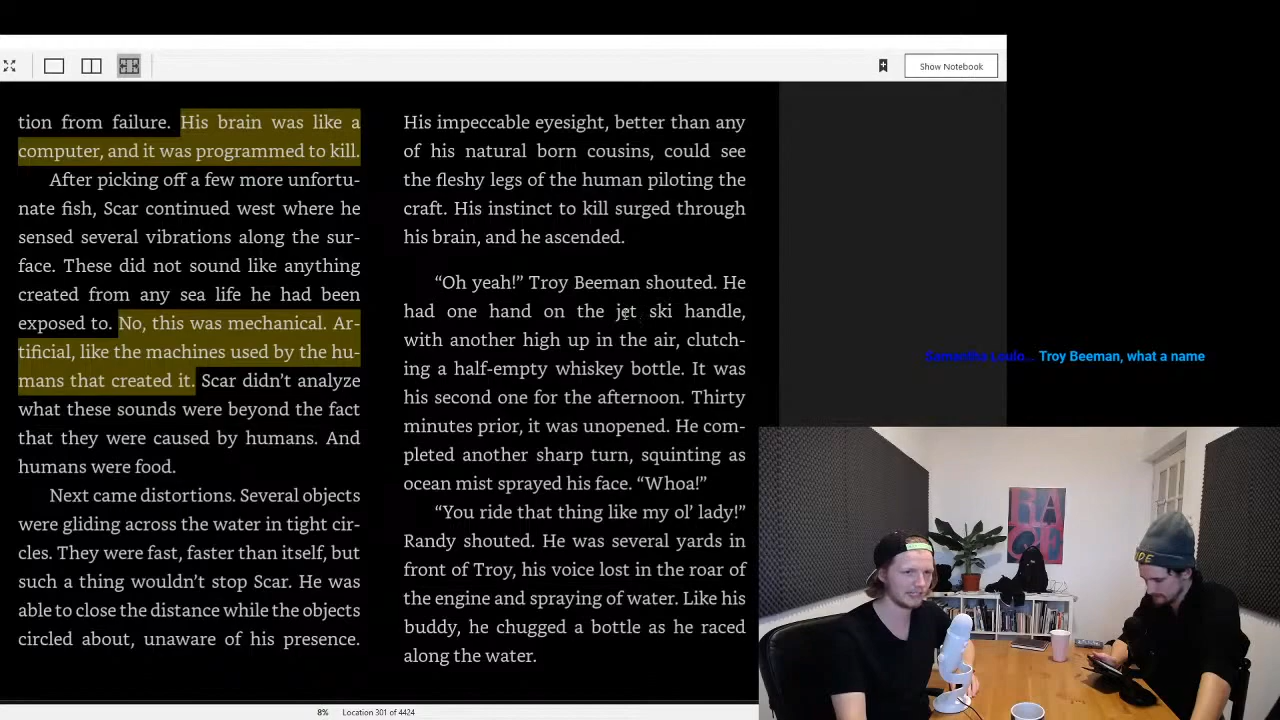 Show Notebook
tion from failure. His brain was like a
computer, and it was programmed to kill.
After picking off a few more unfortu-
nate fish, Scar continued west where he
sensed several vibrations along the sur-
face. These did not sound like anything
created from any sea life he had been
exposed to. No, this was mechanical. Ar-
tificial, like the machines used by the hu-
mans that created it. Scar didn’t analyze
what these sounds were beyond the fact
that they were caused by humans. And
humans were food.
Next came distortions. Several objects
were gliding across the water in tight cir-
cles. They were fast, faster than itself, but
such a thing wouldn’t stop Scar. He was
able to close the distance while the objects
circled about, unaware of his presence.
His impeccable eyesight, better than any
of his natural born cousins, could see
the fleshy legs of the human piloting the
craft. His instinct to kill surged through
his brain, and he ascended.
“Oh yeah!” Troy Beeman shouted. He
had one hand on the jet ski handle,
with another high up in the air, clutch-
ing a half-empty whiskey bottle. It was
his second one for the afternoon. Thirty
minutes prior, it was unopened. He com-
pleted another sharp turn, squinting as
ocean mist sprayed his face. “Whoa!”
“You ride that thing like my ol’ lady!”
Randy shouted. He was several yards in
front of Troy, his voice lost in the roar of
the engine and spraying of water. Like his
buddy, he chugged a bottle as he raced
along the water.
Samantha Loulo... Troy Beeman, what a name
RA
GE
8% Location 301 of 4424